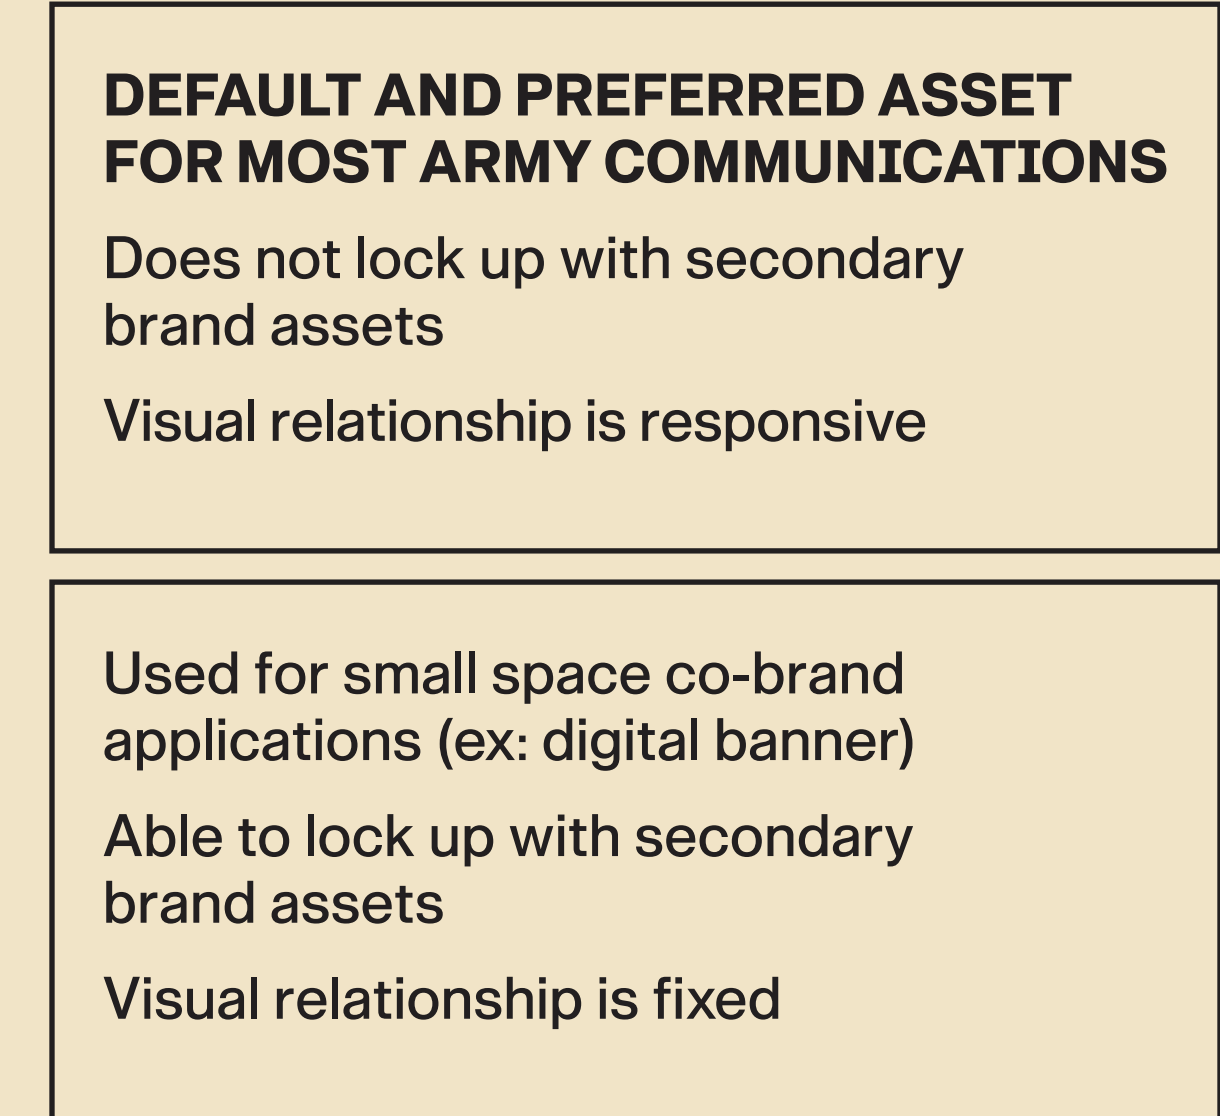 DEFAULT AND PREFERRED ASSET
FOR MOST ARMY COMMUNICATIONS
Does not lock up with secondary
brand assets
Visual relationship is responsive
Used for small space co-brand
applications (ex: digital banner)
Able to lock up with secondary
brand assets
Visual relationship is fixed